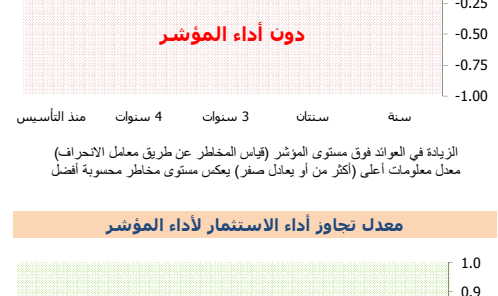 -0.25
دون أداء المؤشر
-0.50
-0.75
-1.00
سنة سنتان 3 سنوات 4 سنوات منذ التأسيس
الزيادة في العوائد فوق مستوى المؤشر (قياس المخاطر عن طريق معامل الانحراف)
معدل معلومات أعلى (أكثر من أو يعادل صفر) يعكس مستوى مخاطر محسوبة أفضل
معدل تجاوز أداء الاستثمار لأداء المؤشر
1.0
0.9